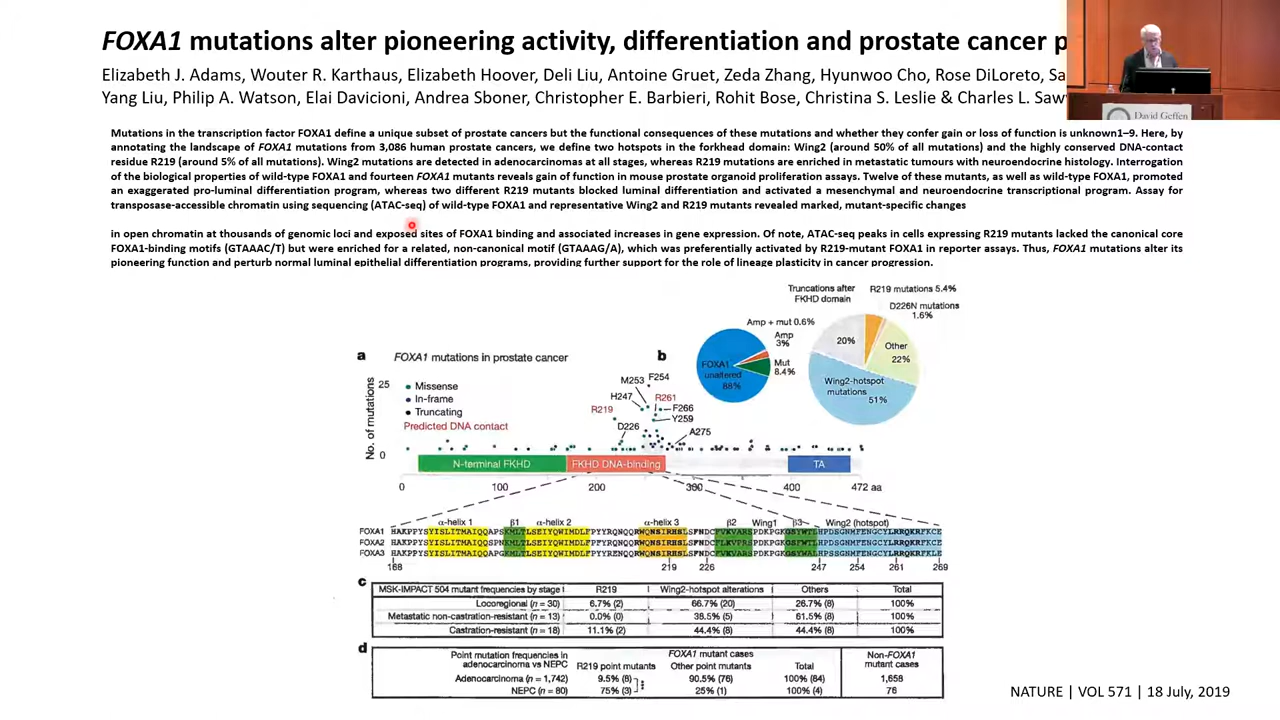 FOXA1 mutations alter pioneering activity, differentiation and prostate cancer p
Elizabeth J. Adams, Wouter R. Karthaus, Elizabeth Hoover, Deli Liu, Antoine Gruet, Zeda Zhang, Hyunwoo Cho, Rose DiLoreto, Sa
Yang Liu, Philip A. Watson, Elai Davicioni, Andrea Sboner, Christopher E. Barbieri, Rohit Bose, Christina S. Leslie & Charles L. Saw
David Geffen
Mutations in the transcription factor FOXA1 define a unique subset of prostate cancers but the functional consequences of these mutations and whether they confer gain or loss of function is unknown1–9. Here, by
annotating the landscape of FOXA1 mutations from 3,086 human prostate cancers, we define two hotspots in the forkhead domain: Wing2 (around 50% of all mutations) and the highly conserved DNA-contact
residue R219 (around 5% of all mutations). Wing2 mutations are detected in adenocarcinomas at all stages, whereas R219 mutations are enriched in metastatic tumours with neuroendocrine histology. Interrogation
of the biological properties of wild-type FOXA1 and fourteen FOXA1 mutants reveals gain of function in mouse prostate organoid proliferation assays. Twelve of these mutants, as well as wild-type FOXA1, promoted
an exaggerated pro-luminal differentiation program, whereas two different R219 mutants blocked luminal differentiation and activated a mesenchymal and neuroendocrine transcriptional program. Assay for
transposase-accessible chromatin using sequencing (ATAC-seq) of wild-type FOXA1 and representative Wing2 and R219 mutants revealed marked, mutant-specific changes
in open chromatin at thousands of genomic loci and exposed sites of FOXA1 binding and associated increases in gene expression. Of note, ATAC-seq peaks in cells expressing R219 mutants lacked the canonical core
FOXA1-binding motifs (GTAAAC/T) but were enriched for a related, non-canonical motif (GTAAAG/A), which was preferentially activated by R219-mutant FOXA1 in reporter assays. Thus, FOXA1 mutations alter its
pioneering function and perturb normal luminal epithelial differentiation programs, providing further support for the role of lineage plasticity in cancer progression.
a FOXA1 mutations in prostate cancer
No. of mutations
25
0
Missense
In-frame
Truncating
Predicted DNA contact
R219
D226
H247
M253
F254
R261
F266
Y259
A275
N-terminal FKHD
FKHD DNA-binding
TA
0 100 200 300 400 472 aa
b
Amp + mut 0.6%
Amp
3%
Mut
8.4%
FOXA1
unaltered
88%
Truncations after
FKHD domain
20%
R219 mutations 5.4%
D226N mutations
1.6%
Other
22%
Wing2-hotspot
mutations
51%
α-helix 1 β1 α-helix 2 α-helix 3 β2 Wing1 β3 Wing2 (hotspot)
FOXA1 HAKPPYSYISLITMAIQQAPSKMLTLSEIYQWIMDLFPYYRQNQQRWQNSIRHSLSFNDCFVKVARSPDKPGKGSYWTLHPDSGNMFENGCYLRRQKRFKCE
FOXA2 HAKPPYSYISLITMAIQQSPNKMLTLSEIYQWIMDLFPFYRQNQQRWQNSIRHSLSFNDCFLKVPRSPDKPGKGSFWTLHPDSGNMFENGCYLRRQKRFKCE
FOXA3 HAKPPYSYISLITMAIQQAPGKMLTLSEIYQWIMDLFPYYRENQQRWQNSIRHSLSFNDCFVKVARSPDKPGKGSYWALHPSSGNMFENGCYLRRQKRFKLE
168 219 226 247 254 261 269
c
MSK-IMPACT 504 mutant frequencies by stage R219 Wing2-hotspot alterations Others Total
Locoregional (n = 30) 6.7% (2) 66.7% (20) 26.7% (8) 100%
Metastatic non-castration-resistant (n = 13) 0.0% (0) 38.5% (5) 61.5% (8) 100%
Castration-resistant (n = 18) 11.1% (2) 44.4% (8) 44.4% (8) 100%
d
Point mutation frequencies in
adenocarcinoma vs NEPC
FOXA1 mutant cases
R219 point mutants Other point mutants Total
Non-FOXA1
mutant cases
Adenocarcinoma (n = 1,742) 9.5% (8) 90.5% (76) 100% (84) 1,658
NEPC (n = 80) 75% (3) 25% (1) 100% (4) 76
NATURE | VOL 571 | 18 July, 2019